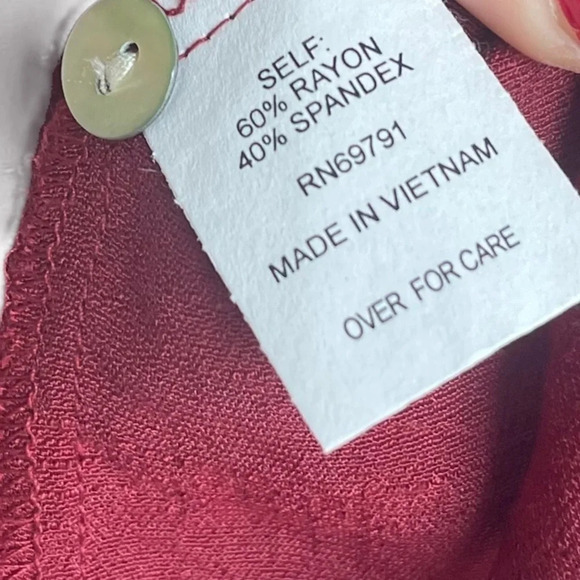 SELF:
60% RAYON
40% SPANDEX
RN69791
MADE IN VIETNAM
OVER FOR CARE